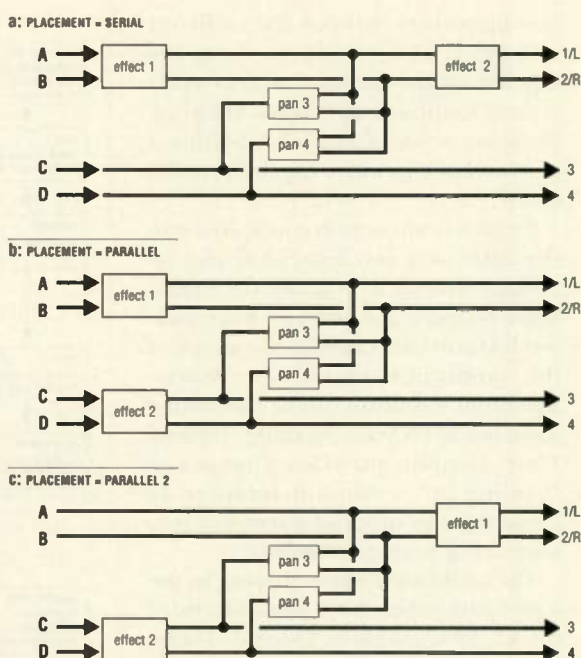 a: PLACEMENT = SERIAL
A
effect 1
effect 2
1/L
B
2/R
pan 3
pan 4
C
3
D
4
b: PLACEMENT = PARALLEL
A
effect 1
1/L
B
2/R
pan 3
pan 4
C
effect 2
3
D
4
c: PLACEMENT = PARALLEL 2
A
effect 1
1/L
B
2/R
pan 3
pan 4
C
effect 2
3
D
4